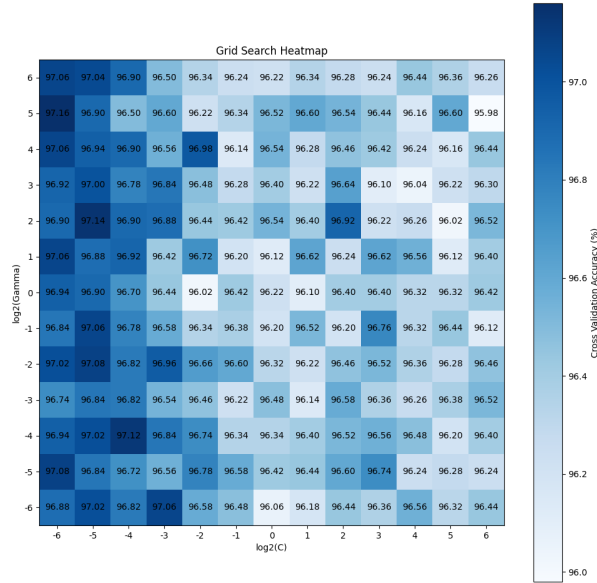 Grid Search Heatmap
6 97.06 97.04 96.90 96.50 96.34 96.24 96.22 96.34 96.28 96.24 96.44 96.36 96.26
5 97.16 96.90 96.50 96.60 96.22 96.34 96.52 96.60 96.54 96.44 96.16 96.60 95.98
4 97.06 96.94 96.90 96.56 96.98 96.14 96.54 96.28 96.46 96.42 96.24 96.16 96.44
3 96.92 97.00 96.78 96.84 96.48 96.28 96.40 96.22 96.64 96.10 96.04 96.22 96.30
2 96.90 97.14 96.90 96.88 96.44 96.42 96.54 96.40 96.92 96.22 96.26 96.02 96.52
1 97.06 96.88 96.92 96.42 96.72 96.20 96.12 96.62 96.24 96.62 96.56 96.12 96.40
0 96.94 96.90 96.70 96.44 96.02 96.42 96.22 96.10 96.40 96.40 96.32 96.32 96.42
-1 96.84 97.06 96.78 96.58 96.34 96.38 96.20 96.52 96.20 96.76 96.32 96.44 96.12
-2 97.02 97.08 96.82 96.96 96.66 96.60 96.32 96.22 96.46 96.52 96.36 96.28 96.46
-3 96.74 96.84 96.82 96.54 96.46 96.22 96.48 96.14 96.58 96.36 96.26 96.38 96.52
-4 96.94 97.02 97.12 96.84 96.74 96.34 96.34 96.40 96.52 96.56 96.48 96.20 96.40
-5 97.08 96.84 96.72 96.56 96.78 96.58 96.42 96.44 96.60 96.74 96.24 96.28 96.24
-6 96.88 97.02 96.82 97.06 96.58 96.48 96.06 96.18 96.44 96.36 96.56 96.32 96.44
-6 -5 -4 -3 -2 -1 0 1 2 3 4 5 6
log2(C)
log2(Gamma)
97.0
96.8
96.6
96.4
96.2
96.0
Cross Validation Accuracy (%)